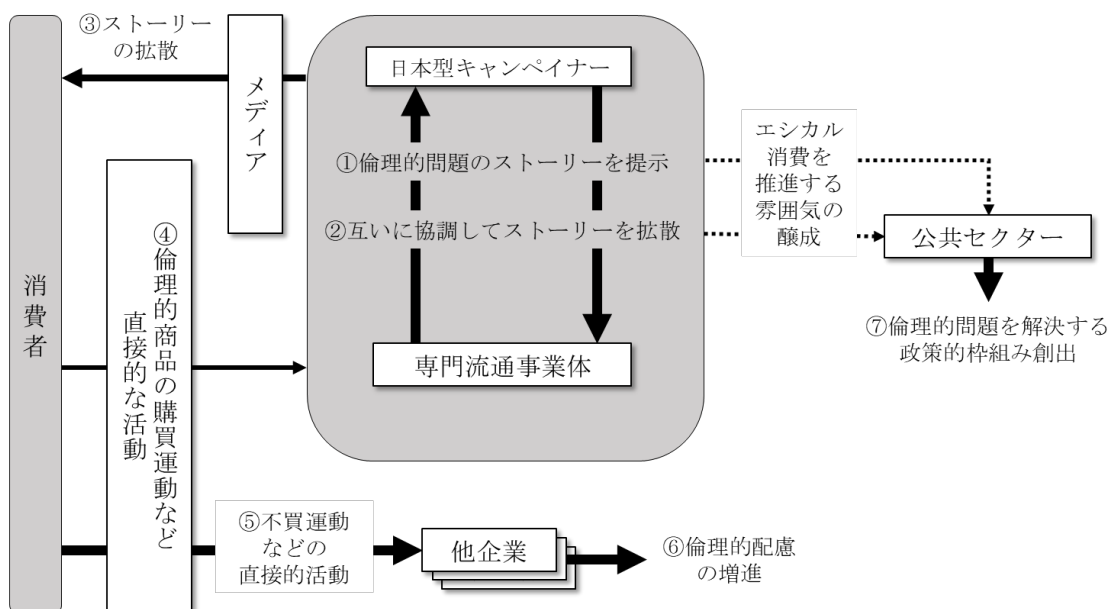 ③ストーリー
の拡散
メディア
日本型キャンペイナー
①倫理的問題のストーリーを提示
②互いに協調してストーリーを拡散
専門流通事業体
エシカル
消費を
推進する
雰囲気の
醸成
公共セクター
⑦倫理的問題を解決する
政策的枠組み創出
消費者
④倫理的商品の購買運動など
直接的な活動
⑤不買運動
などの
直接的活動
他企業
⑥倫理的配慮
の増進